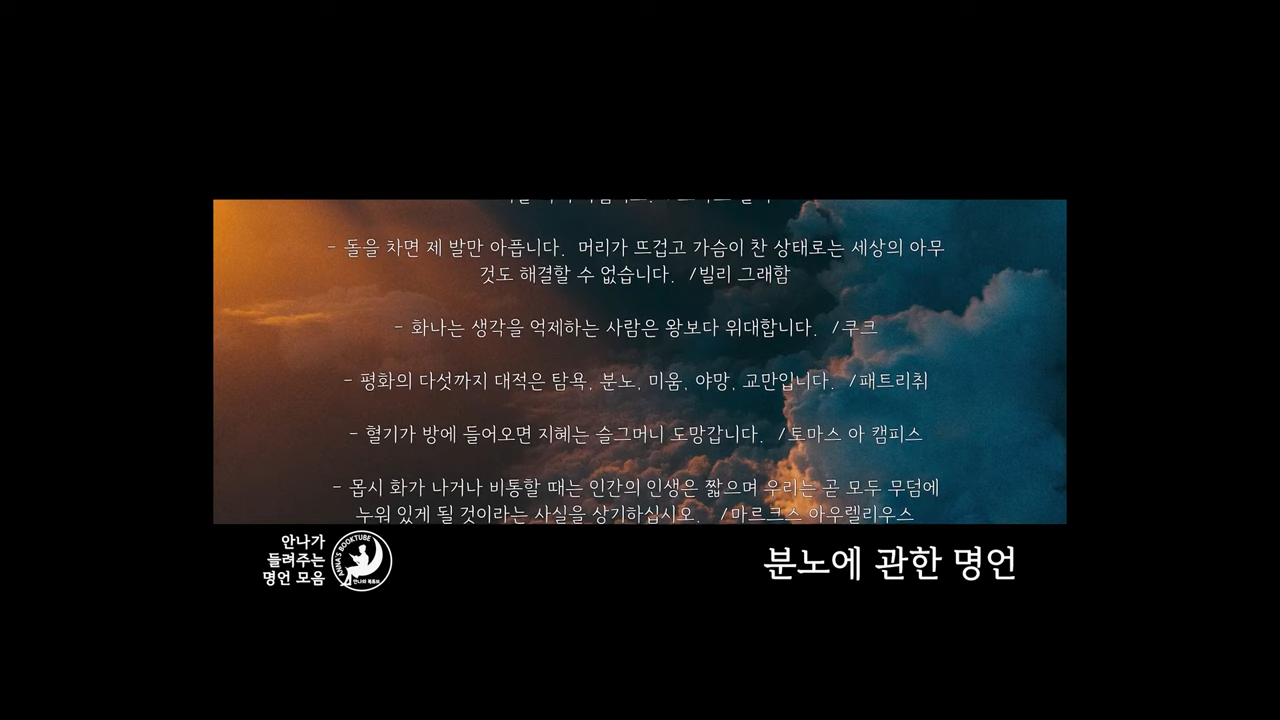 - 돌을 차면 제 발만 아픕니다. 머리가 뜨겁고 가슴이 찬 상태로는 세상의 아무
것도 해결할 수 없습니다. /빌리 그래함
- 화나는 생각을 억제하는 사람은 왕보다 위대합니다. /쿠크
- 평화의 다섯까지 대적은 탐욕, 분노, 미움, 야망, 교만입니다. /패트리취
- 혈기가 방에 들어오면 지혜는 슬그머니 도망갑니다. /토마스 아 캠피스
- 몹시 화가 나거나 비통할 때는 인간의 인생은 짧으며 우리는 곧 모두 무덤에
누워 있게 될 것이라는 사실을 상기하십시오. /마르크스 아우렐리우스
안나가
들려주는
명언 모음
ANNA'S BOOKTUBE
안나의 북튜브
분노에 관한 명언